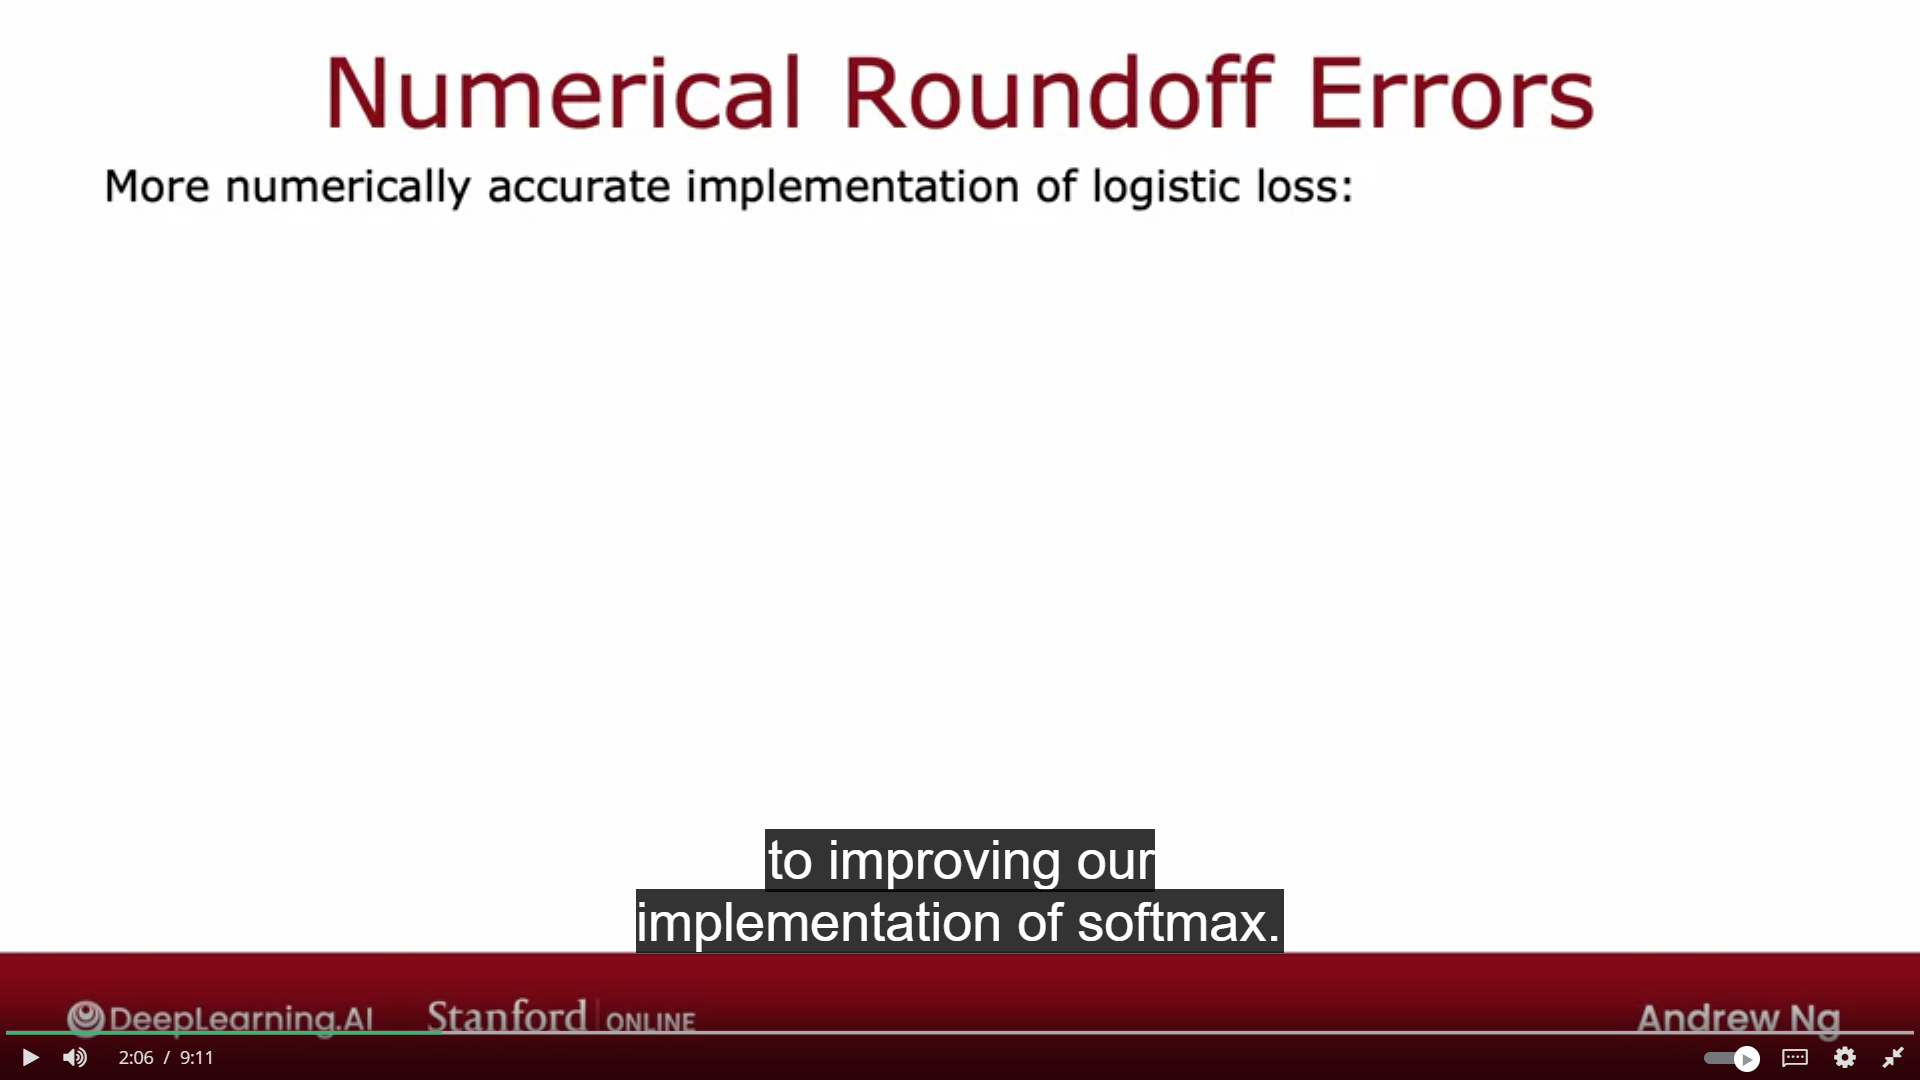 Numerical Roundoff Errors
More numerically accurate implementation of logistic loss:
to improving our
implementation of softmax.
DeepLearning.AI
Stanford ONLINE
Andrew Ng
2:06 / 9:11